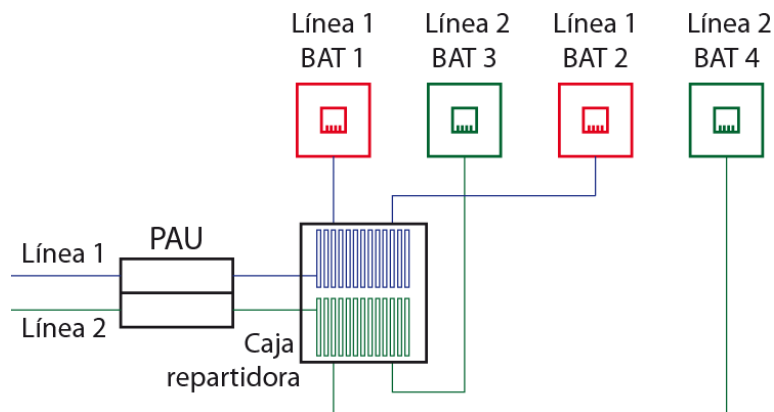 Línea 1
BAT 1
Línea 2
BAT 3
Línea 1
BAT 2
Línea 2
BAT 4
PAU
Línea 1
Línea 2
Caja
repartidora